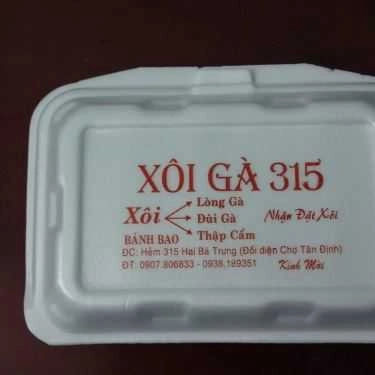 XÔI GÀ 315
Lòng Gà
Xôi Đùi Gà Nhận Đặt Xôi
BÁNH BAO Thập Cẩm
ĐC: Hẻm 315 Hai Bà Trưng (Đối diện Chợ Tân Định)
ĐT: 0907.806833 - 0938.189351 Kính Mời